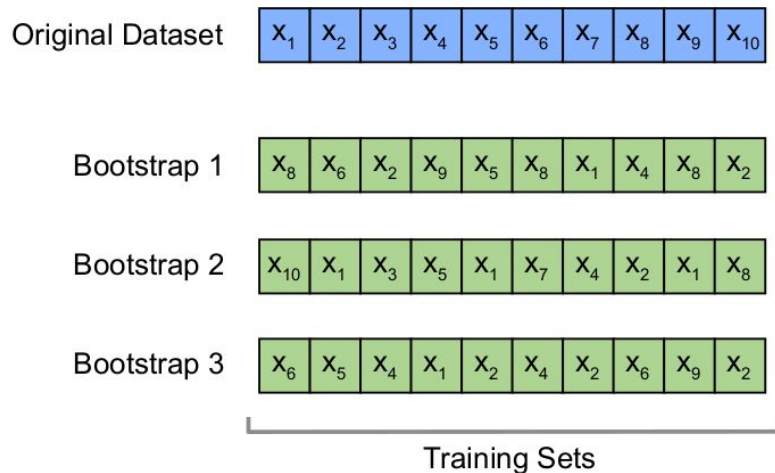 Original Dataset x₁ x₂ x₃ x₄ x₅ x₆ x₇ x₈ x₉ x₁₀
Bootstrap 1 x₈ x₆ x₂ x₉ x₅ x₈ x₁ x₄ x₈ x₂
Bootstrap 2 x₁₀ x₁ x₃ x₅ x₁ x₇ x₄ x₂ x₁ x₈
Bootstrap 3 x₆ x₅ x₄ x₁ x₂ x₄ x₂ x₆ x₉ x₂
Training Sets